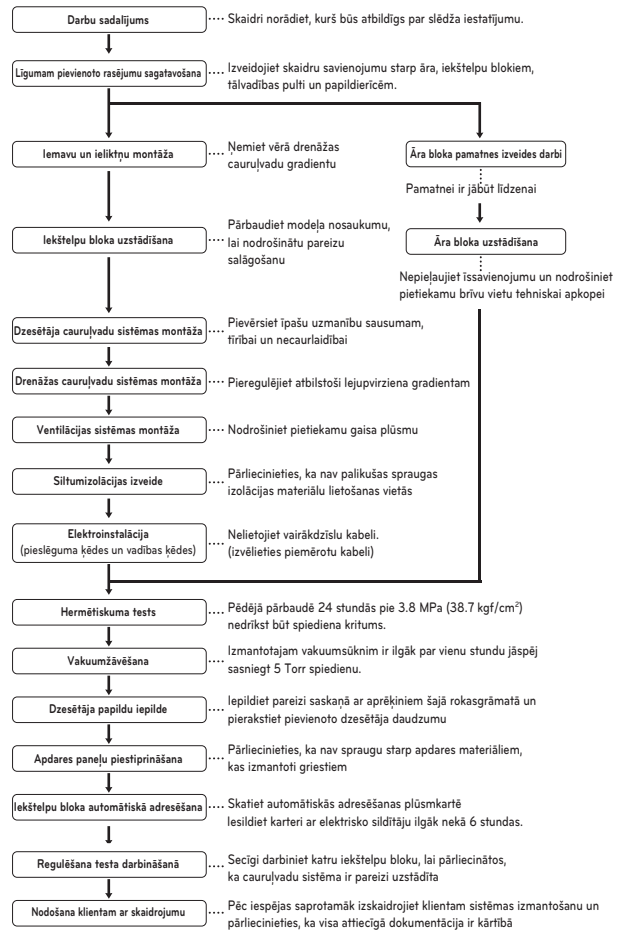 Darbu sadalījums
Skaidri norādiet, kurš būs atbildīgs par slēdža iestatījumu.
Līgumam pievienoto rasējumu sagatavošana
Izveidojiet skaidru savienojumu starp āra, iekštelpu blokiem,
tālvadības pulti un papildierīcēm.
Iemavu un ieliktņu montāža
Ņemiet vērā drenāžas
cauruļvadu gradientu
Āra bloka pamatnes izveides darbi
Pamatnei ir jābūt līdzenai
Iekštelpu bloka uzstādīšana
Pārbaudiet modeļa nosaukumu,
lai nodrošinātu pareizu
salāgošanu
Āra bloka uzstādīšana
Nepieļaujiet īssavienojumu un nodrošiniet
pietiekamu brīvu vietu tehniskai apkopei
Dzesētāja cauruļvadu sistēmas montāža
Pievērsiet īpašu uzmanību sausumam,
tīrībai un necaurlaidībai
Drenāžas cauruļvadu sistēmas montāža
Pieregulējiet atbilstoši lejupvirziena gradientam
Ventilācijas sistēmas montāža
Nodrošiniet pietiekamu gaisa plūsmu
Siltumizolācijas izveide
Pārliecinieties, ka nav palikušas spraugas
izolācijas materiālu lietošanas vietās
Elektroinstalācija
(pieslēguma ķēdes un vadības ķēdes)
Nelietojiet vairākdzīslu kabeli.
(izvēlieties piemērotu kabeli)
Hermētiskuma tests
Pēdējā pārbaudē 24 stundās pie 3.8 MPa (38.7 kgf/cm²)
nedrīkst būt spiediena kritums.
Vakuumžāvēšana
Izmantotajam vakuumsūknim ir ilgāk par vienu stundu jāspēj
sasniegt 5 Torr spiedienu.
Dzesētāja papildu iepilde
Iepildiet pareizi saskaņā ar aprēķiniem šajā rokasgrāmatā un
pierakstiet pievienoto dzesētāja daudzumu
Apdares paneļu piestiprināšana
Pārliecinieties, ka nav spraugu starp apdares materiāliem,
kas izmantoti griestiem
Iekštelpu bloka automātiskā adresēšana
Skatiet automātiskās adresēšanas plūsmkartē
Iesildiet karteri ar elektrisko sildītāju ilgāk nekā 6 stundas.
Regulēšana testa darbināšanā
Secīgi darbiniet katru iekštelpu bloku, lai pārliecinātos,
ka cauruļvadu sistēma ir pareizi uzstādīta
Nodošana klientam ar skaidrojumu
Pēc iespējas saprotamāk izskaidrojiet klientam sistēmas izmantošanu un
pārliecinieties, ka visa attiecīgā dokumentācija ir kārtībā